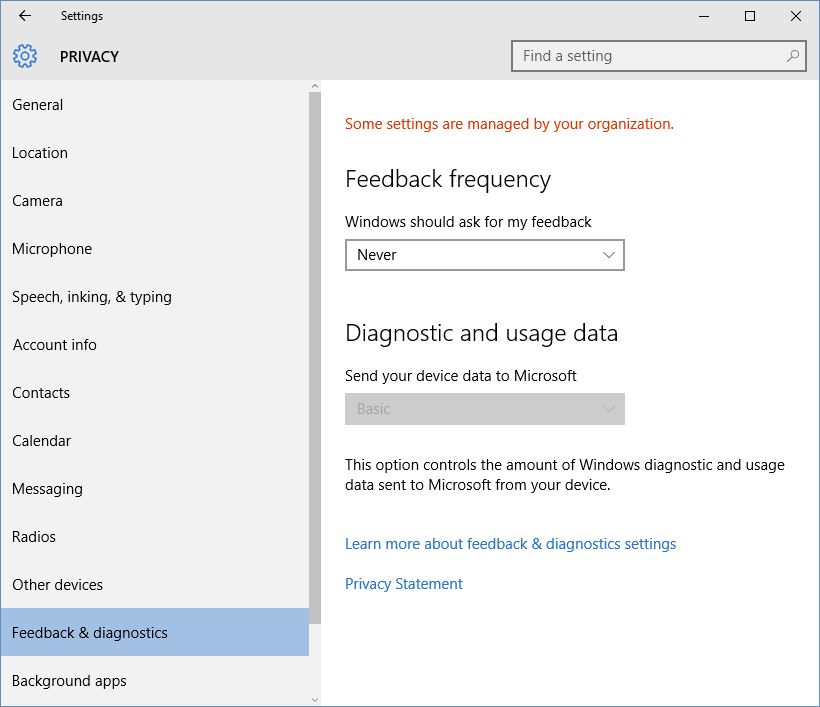 Settings
PRIVACY
Find a setting
General
Location
Camera
Microphone
Speech, inking, & typing
Account info
Contacts
Calendar
Messaging
Radios
Other devices
Feedback & diagnostics
Background apps
Some settings are managed by your organization.
Feedback frequency
Windows should ask for my feedback
Never
Diagnostic and usage data
Send your device data to Microsoft
Basic
This option controls the amount of Windows diagnostic and usage
data sent to Microsoft from your device.
Learn more about feedback & diagnostics settings
Privacy Statement